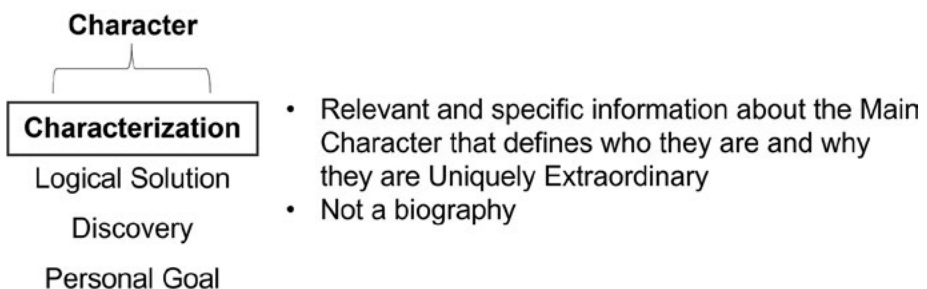 Character
Characterization
Logical Solution
Discovery
Personal Goal
• Relevant and specific information about the Main
Character that defines who they are and why
they are Uniquely Extraordinary
• Not a biography